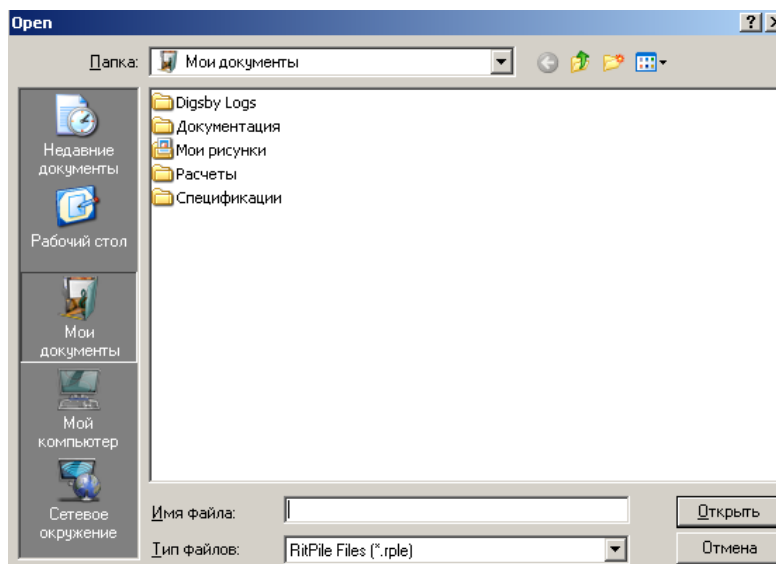 Open
Папка: Мои документы
Недавние
документы
Рабочий стол
Мои
документы
Мой
компьютер
Сетевое
окружение
Digsby Logs
Документация
Мои рисунки
Расчеты
Спецификации
Имя файла:
Открыть
Тип файлов: RitPile Files (*.rple)
Отмена